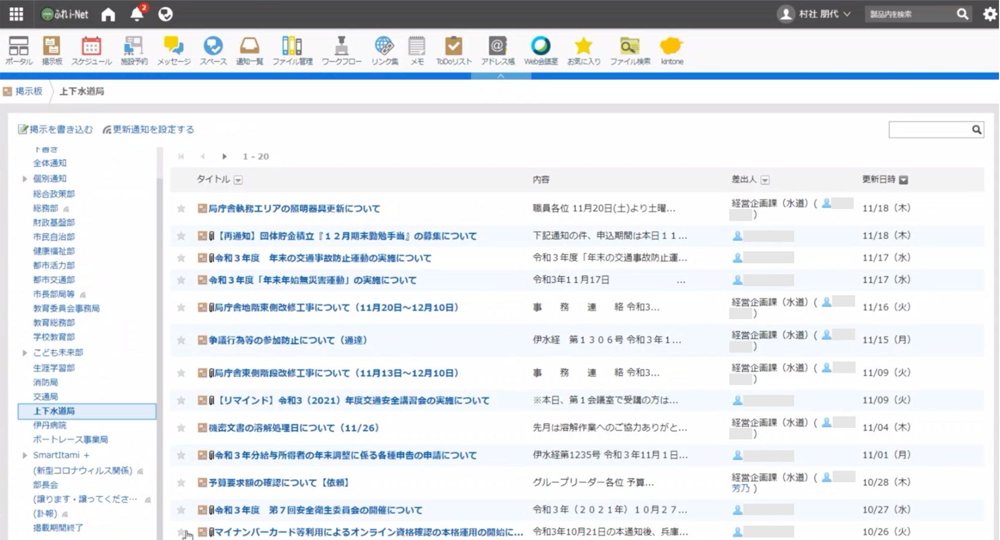 ふれi-Net
2
村社 朋代
製品内を検索
ポータル 掲示板 スケジュール 施設予約 メッセージ スペース 通知一覧 ファイル管理 ワークフロー リンク集 メモ ToDoリスト アドレス帳 Web会議室 お気に入り ファイル検索 kintone
掲示板 上下水道局
掲示を書き込む 更新通知を設定する
下書き
全体通知
個別通知
総合政策部
総務部
財政基盤部
市民自治部
健康福祉部
都市活力部
都市交通部
市長部局等
教育委員会事務局
教育総務部
学校教育部
こども未来部
生涯学習部
消防局
交通局
上下水道局
伊丹病院
ボートレース事業局
SmartItami +
(新型コロナウィルス関係)
部長会
(譲ります・譲ってくださ…
(訃報)
掲載期間終了
1 - 20
タイトル 内容 差出人 更新日時
局庁舎執務エリアの照明器具更新について 職員各位 11月20日(土)より土曜... 経営企画課（水道）( ) 11/18（木）
【再通知】団体貯金積立『１２月期末勤勉手当』の募集について 下記通知の件、申込期間は本日１１... 11/18（木）
令和３年度　年末の交通事故防止運動の実施について 令和３年度「年末の交通事故防止運... 11/17（水）
令和３年度「年末年始無災害運動」の実施について 令和3年１１月17日 ... 11/17（水）
局庁舎地階東側改修工事について（11月20日～12月10日） 事　務　連　絡 令和3... 経営企画課（水道）( ) 11/16（火）
争議行為等の参加防止について（通達） 伊水経　第１３０６号 令和３年１... 経営企画課（水道）( ) 11/15（月）
局庁舎東側階段改修工事について（11月13日～12月10日） 事　務　連　絡 令和3... 経営企画課（水道）( ) 11/09（火）
【リマインド】令和3（2021）年度交通安全講習会の実施について ※本日、第１会議室で受講の方は... 11/09（火）
機密文書の溶解処理日について（11/26） 先月は溶解作業へのご協力ありがと... 経営企画課（水道）( ) 11/04（木）
令和３年分給与所得者の年末調整に係る各種申告の申請について 伊水経第1235号 令和３年11月１日... 11/01（月）
予算要求額の確認について【依頼】 グループリーダー各位 予算... 経営企画課（水道）( 芳乃 ) 10/28（木）
令和３年度　第７回安全衛生委員会の開催について 令和３年（２０２１年）１０月２７... 10/27（水）
マイナンバーカード等利用によるオンライン資格確認の本格運用の開始に... 令和3年10月21日の本通知後、兵庫... 10/26（火）